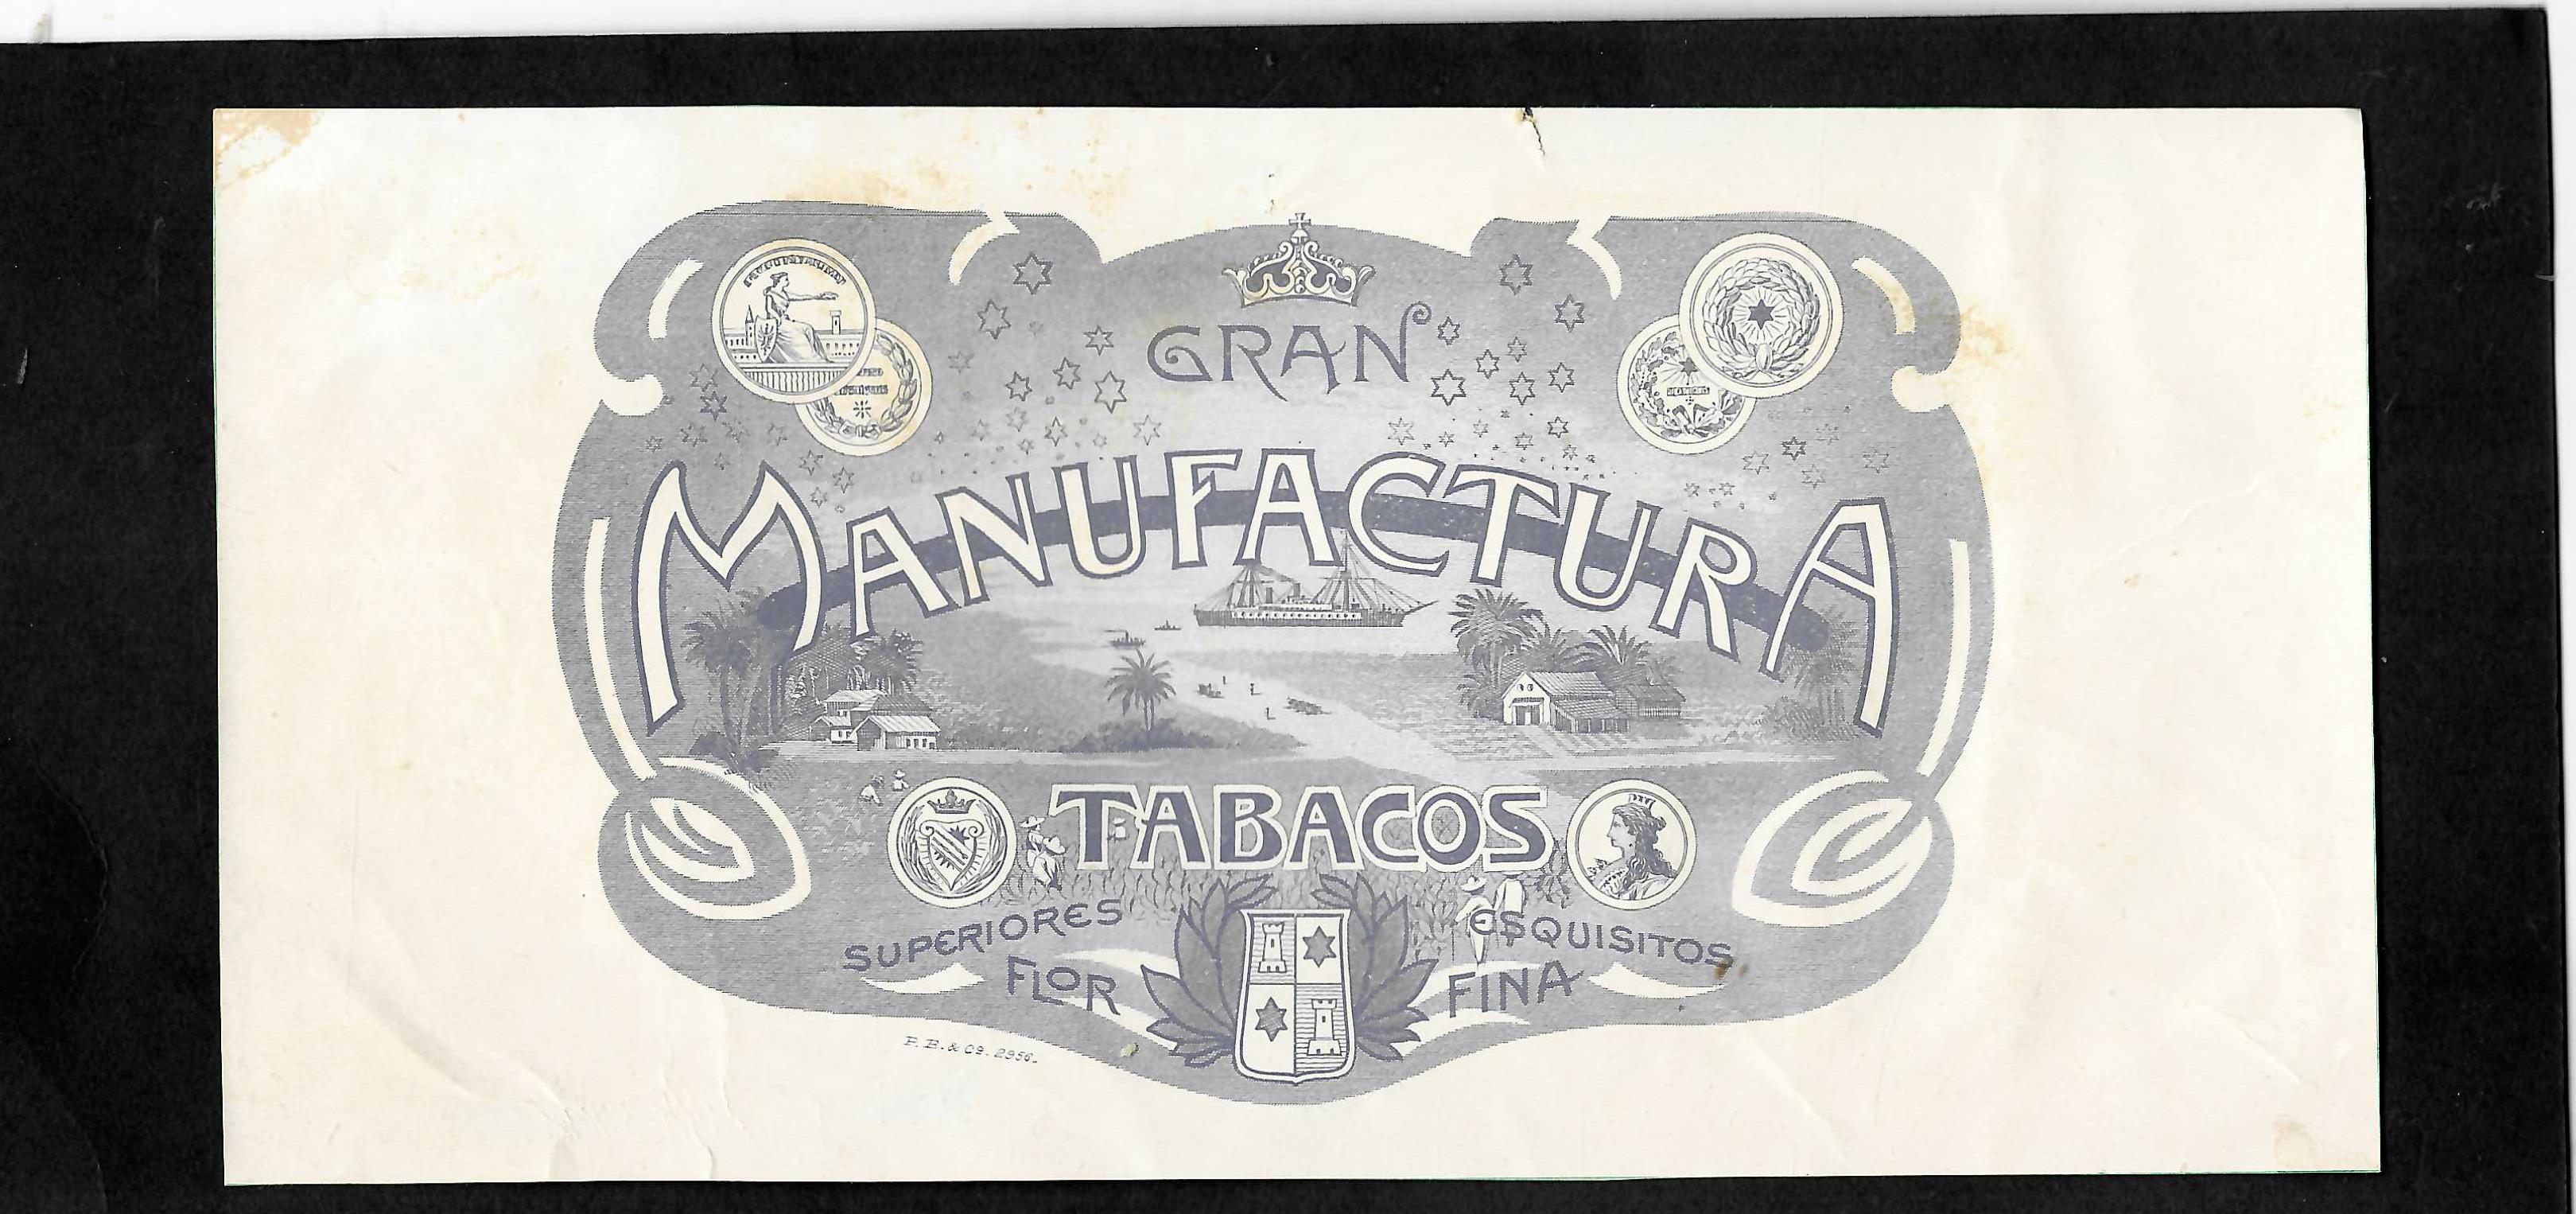 GRAN
MANUFACTURA
TABACOS
SUPERIORES ESQUISITOS
FLOR FINA